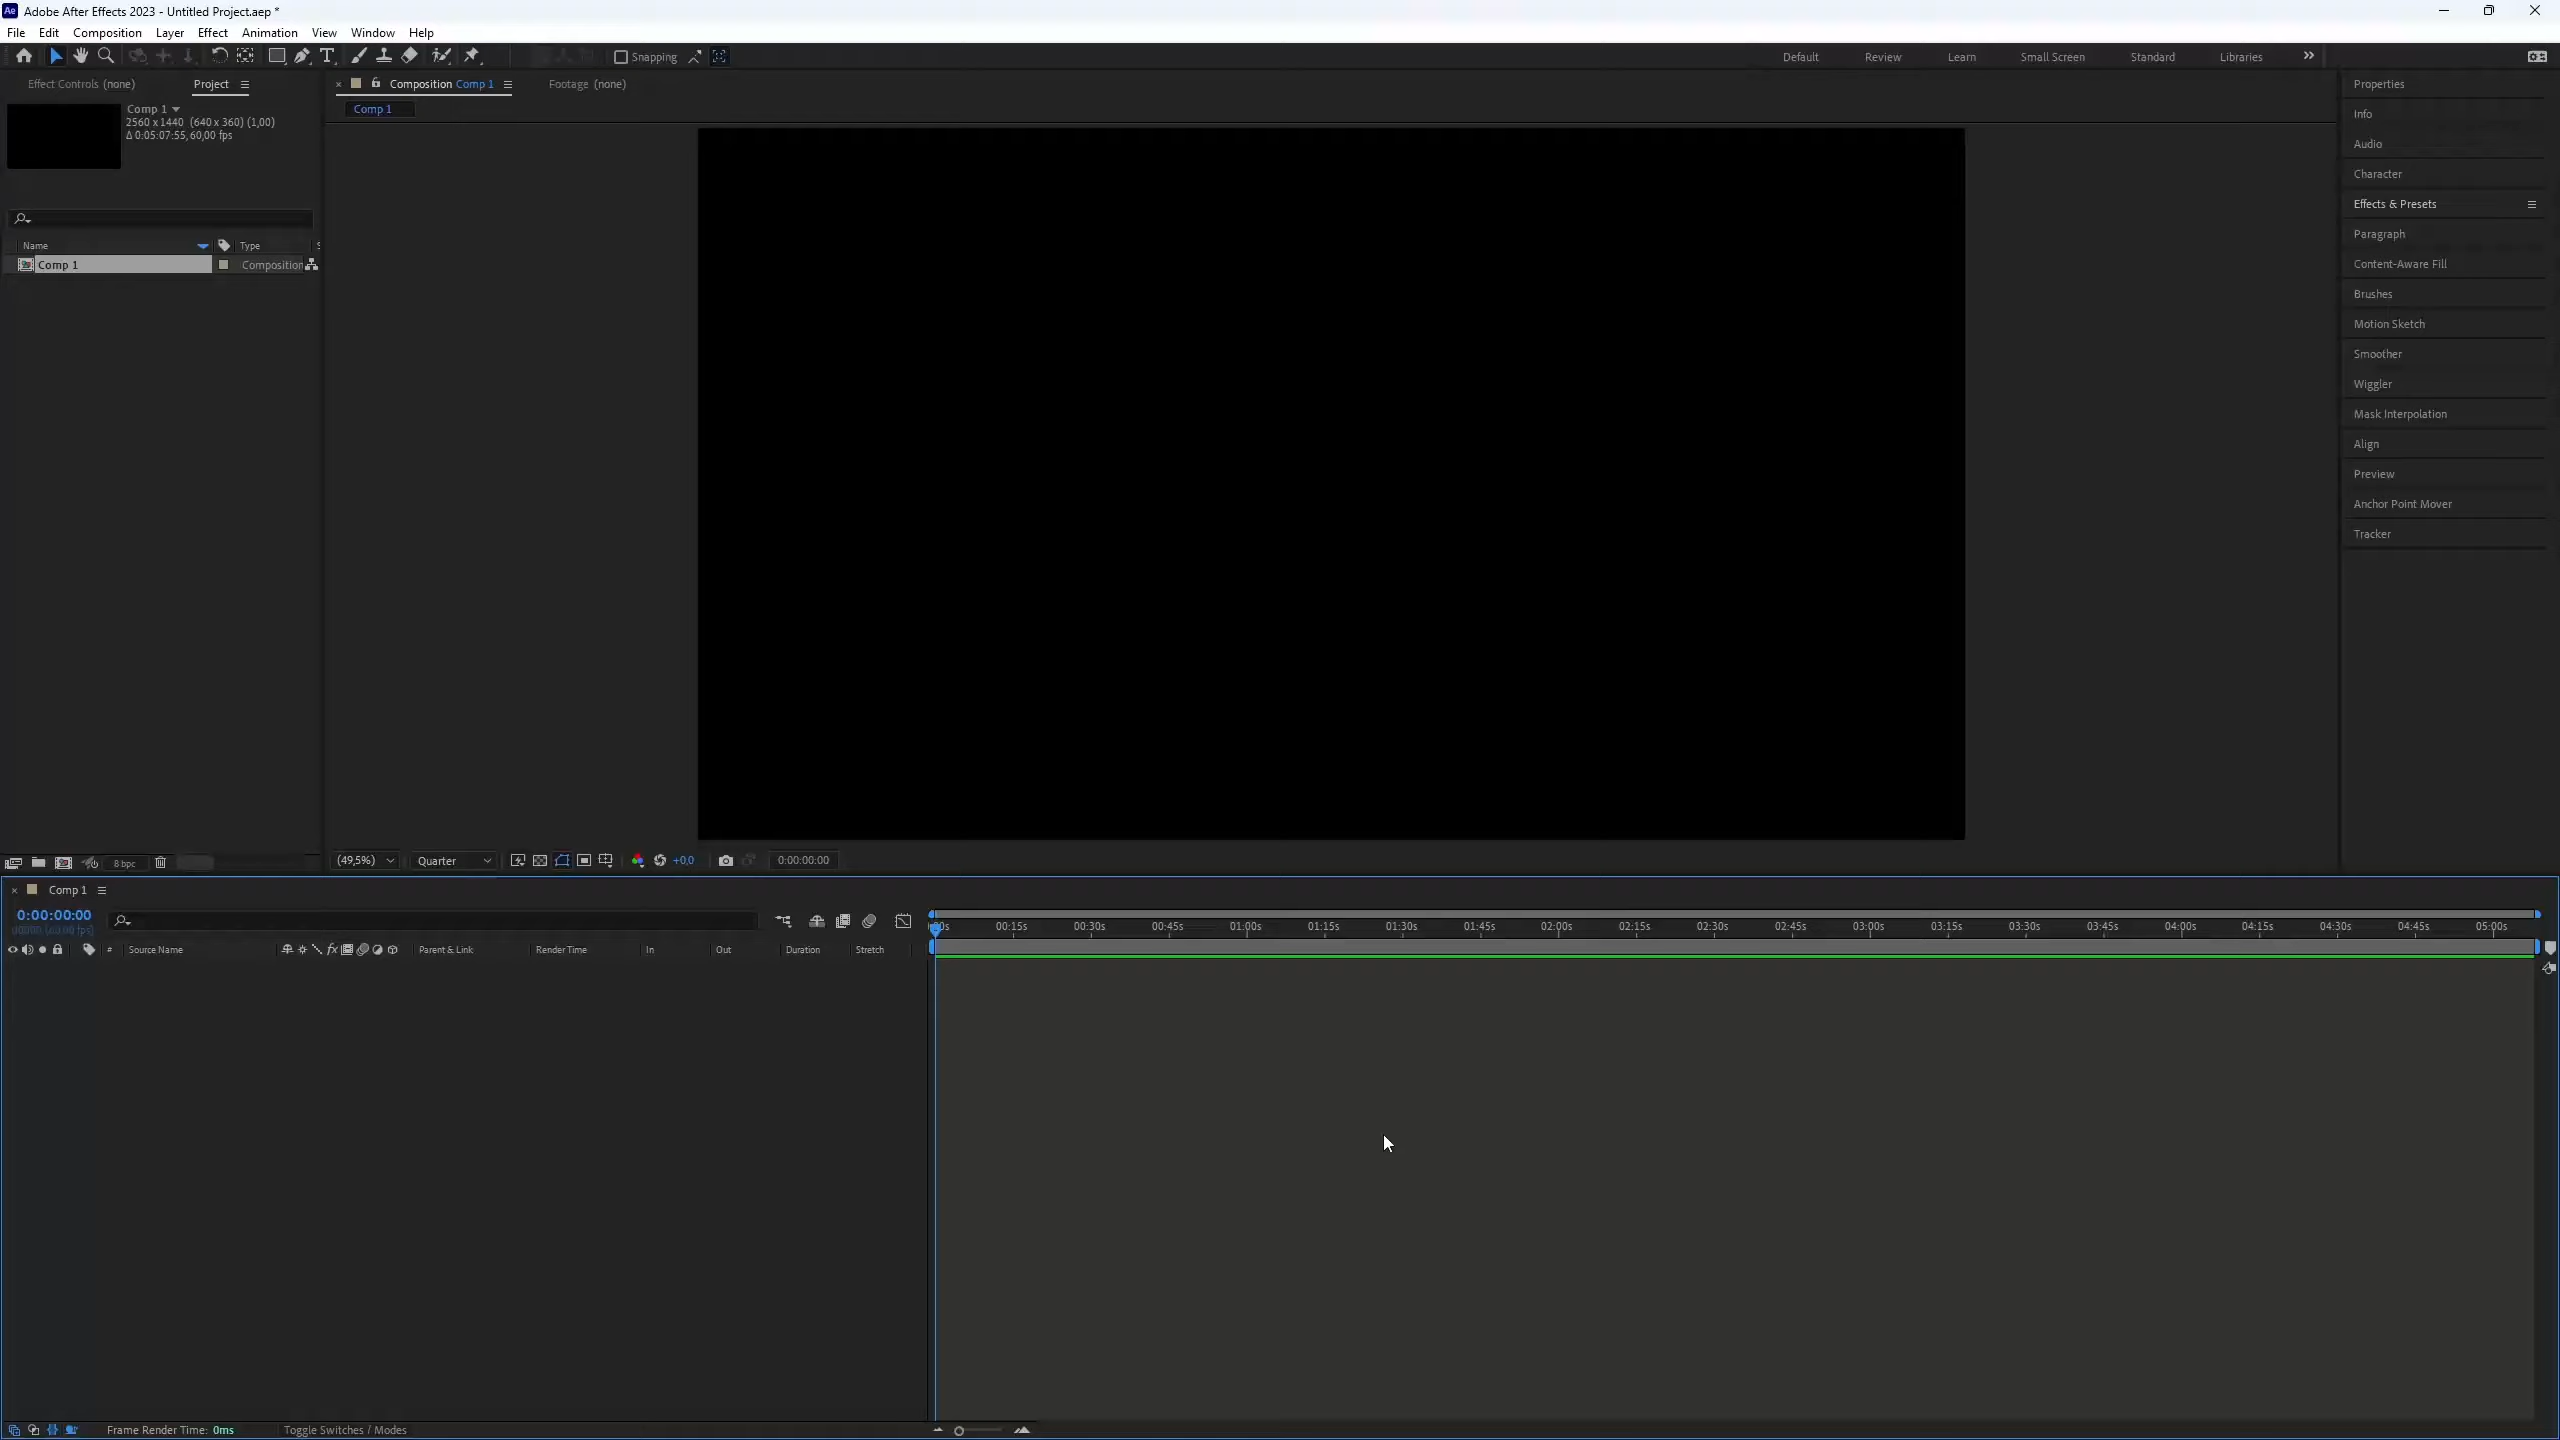 Ae Adobe After Effects 2023 - Untitled Project.aep *
File Edit Composition Layer Effect Animation View Window Help
Snapping
Default Review Learn Small Screen Standard Libraries
Effect Controls (none) Project
Composition Comp 1 Footage (none)
Comp 1
Comp 1
2560 x 1440 (640 x 360) (1,00)
Δ 0:05:07:55, 60,00 fps
Name Type
Comp 1 Composition
Properties
Info
Audio
Character
Effects & Presets
Paragraph
Content-Aware Fill
Brushes
Motion Sketch
Smoother
Wiggler
Mask Interpolation
Align
Preview
Anchor Point Mover
Tracker
8 bpc
(49,5%) Quarter +0,0 0:00:00:00
Comp 1
0:00:00:00
00000 (60.00 fps)
00:15s 00:30s 00:45s 01:00s 01:15s 01:30s 01:45s 02:00s 02:15s 02:30s 02:45s 03:00s 03:15s 03:30s 03:45s 04:00s 04:15s 04:30s 04:45s 05:00s
# Source Name fx Parent & Link Render Time In Out Duration Stretch
Frame Render Time: 0ms Toggle Switches / Modes